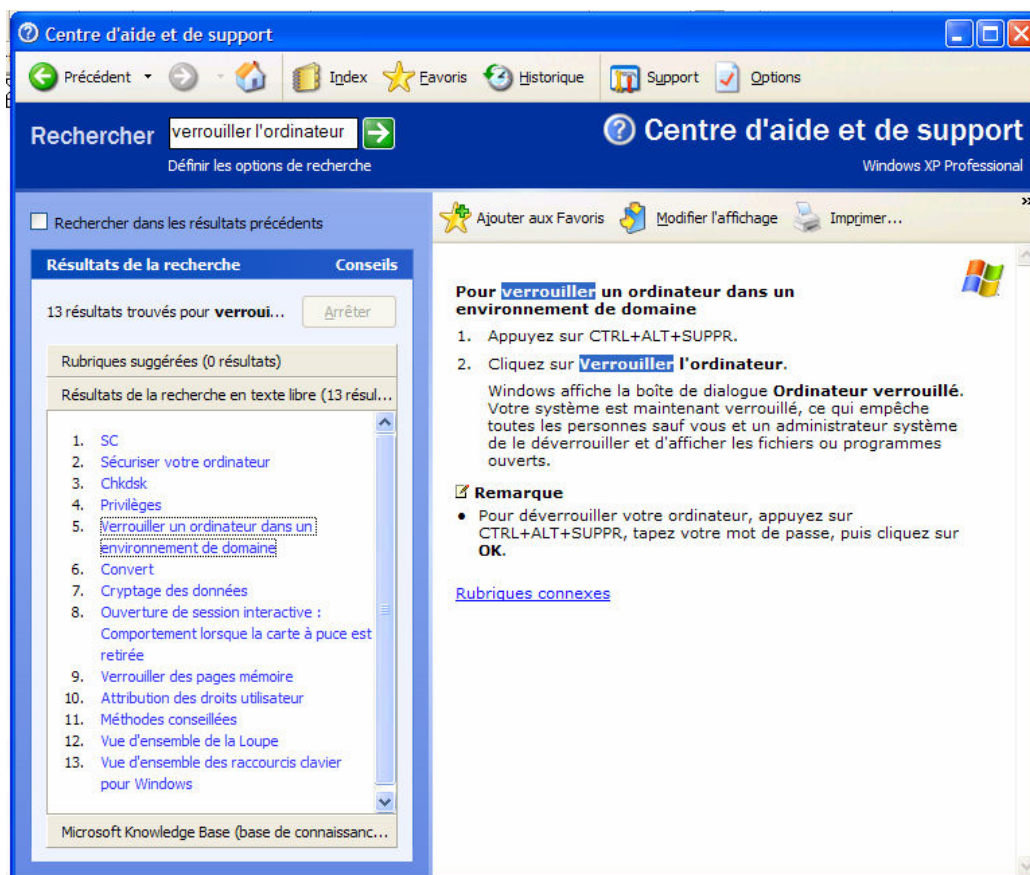 Centre d'aide et de support
Précédent
Index
Favoris
Historique
Support
Options
Rechercher
verrouiller l'ordinateur
Définir les options de recherche
Centre d'aide et de support
Windows XP Professional
Rechercher dans les résultats précédents
Résultats de la recherche Conseils
13 résultats trouvés pour verroui... Arrêter
Rubriques suggérées (0 résultats)
Résultats de la recherche en texte libre (13 résul...
1. SC
2. Sécuriser votre ordinateur
3. Chkdsk
4. Privilèges
5. Verrouiller un ordinateur dans un
environnement de domaine
6. Convert
7. Cryptage des données
8. Ouverture de session interactive :
Comportement lorsque la carte à puce est
retirée
9. Verrouiller des pages mémoire
10. Attribution des droits utilisateur
11. Méthodes conseillées
12. Vue d'ensemble de la Loupe
13. Vue d'ensemble des raccourcis clavier
pour Windows
Microsoft Knowledge Base (base de connaissanc...
Ajouter aux Favoris Modifier l'affichage Imprimer... »
Pour verrouiller un ordinateur dans un
environnement de domaine
1. Appuyez sur CTRL+ALT+SUPPR.
2. Cliquez sur Verrouiller l'ordinateur.
Windows affiche la boîte de dialogue Ordinateur verrouillé.
Votre système est maintenant verrouillé, ce qui empêche
toutes les personnes sauf vous et un administrateur système
de le déverrouiller et d'afficher les fichiers ou programmes
ouverts.
Remarque
• Pour déverrouiller votre ordinateur, appuyez sur
CTRL+ALT+SUPPR, tapez votre mot de passe, puis cliquez sur
OK.
Rubriques connexes